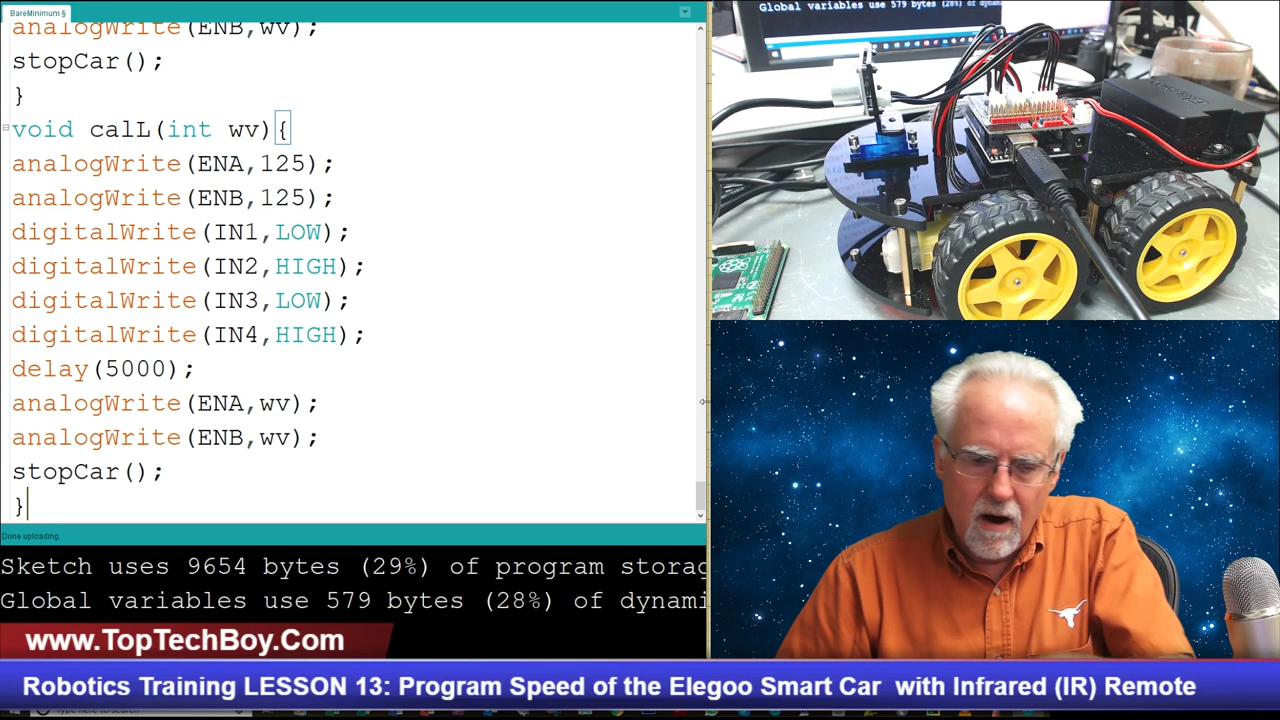 BareMinimum §
analogWrite(ENB,wv);
stopCar();
}
void calL(int wv){
analogWrite(ENA,125);
analogWrite(ENB,125);
digitalWrite(IN1,LOW);
digitalWrite(IN2,HIGH);
digitalWrite(IN3,LOW);
digitalWrite(IN4,HIGH);
delay(5000);
analogWrite(ENA,wv);
analogWrite(ENB,wv);
stopCar();
}
Done uploading.
Sketch uses 9654 bytes (29%) of program storag
Global variables use 579 bytes (28%) of dynami
Global variables use 579 bytes (28%) of dynami
www.TopTechBoy.Com
Robotics Training LESSON 13: Program Speed of the Elegoo Smart Car with Infrared (IR) Remote